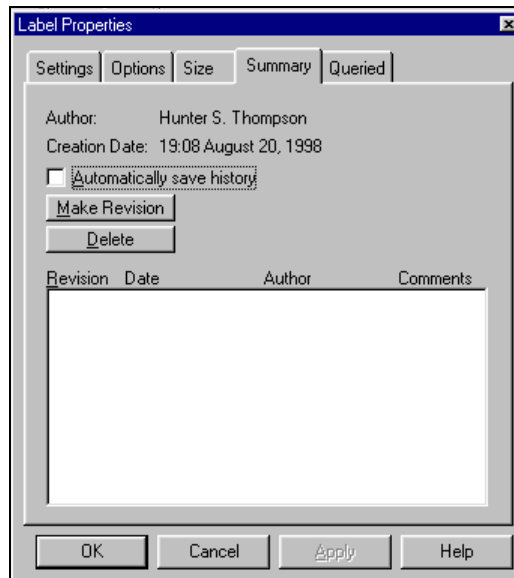 Label Properties
Settings Options Size Summary Queried
Author: Hunter S. Thompson
Creation Date: 19:08 August 20, 1998
Automatically save history
Make Revision
Delete
Revision Date Author Comments
OK Cancel Apply Help